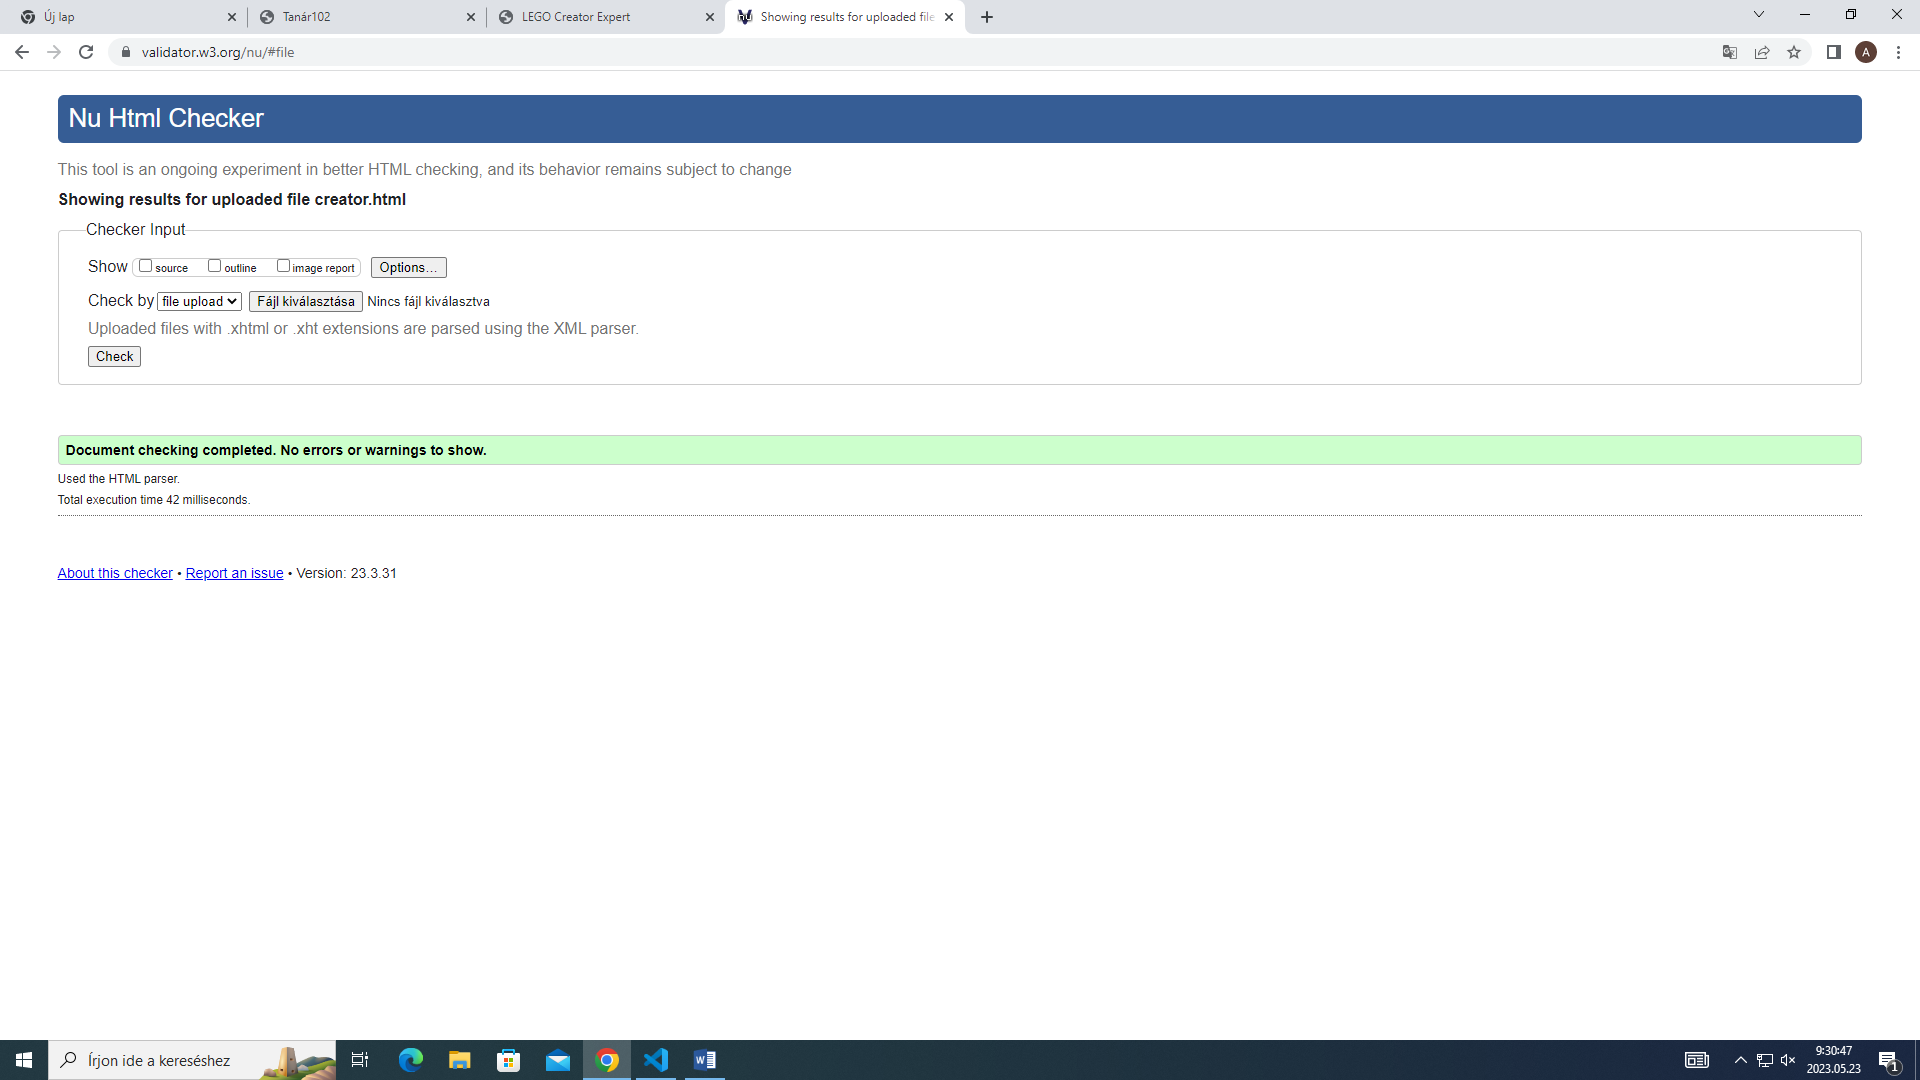 Új lap
Tanár102
LEGO Creator Expert
Showing results for uploaded file
validator.w3.org/nu/#file
A
Nu Html Checker
This tool is an ongoing experiment in better HTML checking, and its behavior remains subject to change
Showing results for uploaded file creator.html
Checker Input
Show source outline image report Options...
Check by file upload Fájl kiválasztása Nincs fájl kiválasztva
Uploaded files with .xhtml or .xht extensions are parsed using the XML parser.
Check
Document checking completed. No errors or warnings to show.
Used the HTML parser.
Total execution time 42 milliseconds.
About this checker • Report an issue • Version: 23.3.31
Írjon ide a kereséshez
9:30:47
2023.05.23
1